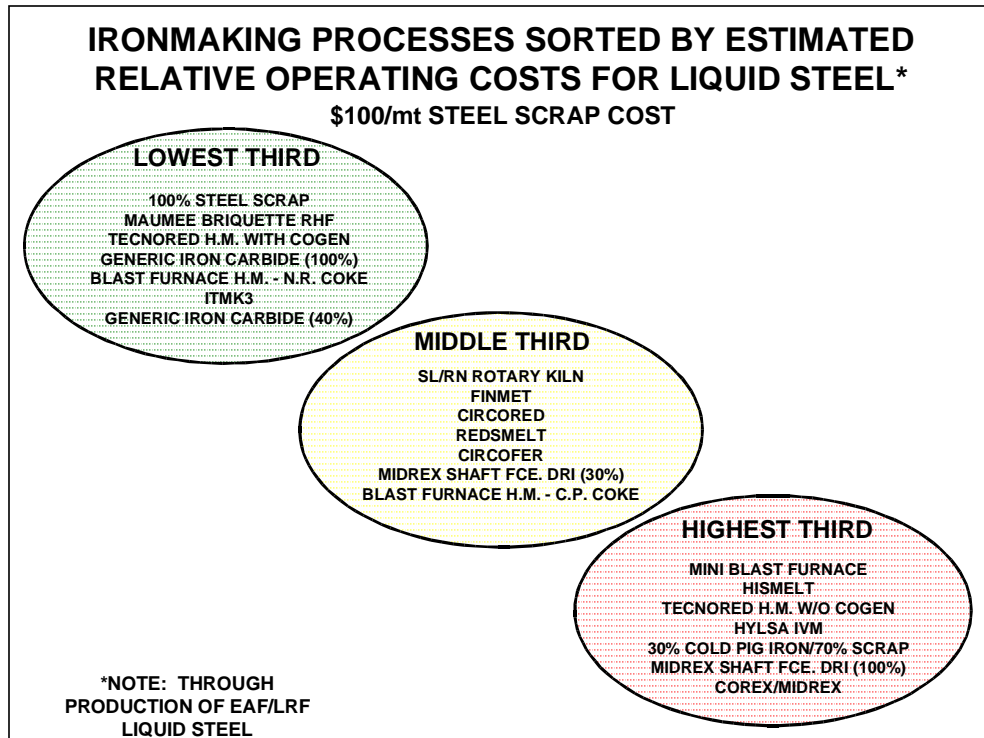 IRONMAKING PROCESSES SORTED BY ESTIMATED
RELATIVE OPERATING COSTS FOR LIQUID STEEL*
$100/mt STEEL SCRAP COST
LOWEST THIRD
100% STEEL SCRAP
MAUMEE BRIQUETTE RHF
TECNORED H.M. WITH COGEN
GENERIC IRON CARBIDE (100%)
BLAST FURNACE H.M. - N.R. COKE
ITMK3
GENERIC IRON CARBIDE (40%)
MIDDLE THIRD
SL/RN ROTARY KILN
FINMET
CIRCORED
REDSMELT
CIRCOFER
MIDREX SHAFT FCE. DRI (30%)
BLAST FURNACE H.M. - C.P. COKE
HIGHEST THIRD
MINI BLAST FURNACE
HISMELT
TECNORED H.M. W/O COGEN
HYLSA IVM
30% COLD PIG IRON/70% SCRAP
MIDREX SHAFT FCE. DRI (100%)
COREX/MIDREX
*NOTE: THROUGH
PRODUCTION OF EAF/LRF
LIQUID STEEL